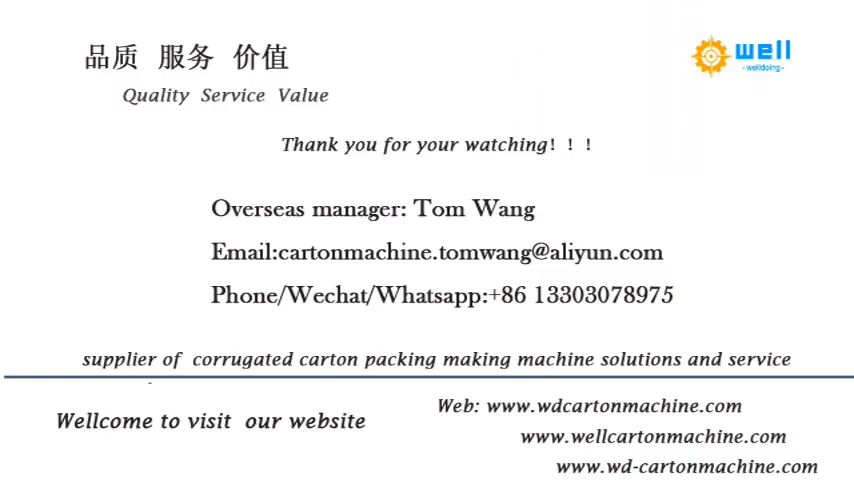 品质 服务 价值
Quality Service Value
well
-welldoing-
Thank you for your watching！！！
Overseas manager: Tom Wang
Email:cartonmachine.tomwang@aliyun.com
Phone/Wechat/Whatsapp:+86 13303078975
supplier of corrugated carton packing making machine solutions and service
Wellcome to visit our website
Web: www.wdcartonmachine.com
www.wellcartonmachine.com
www.wd-cartonmachine.com